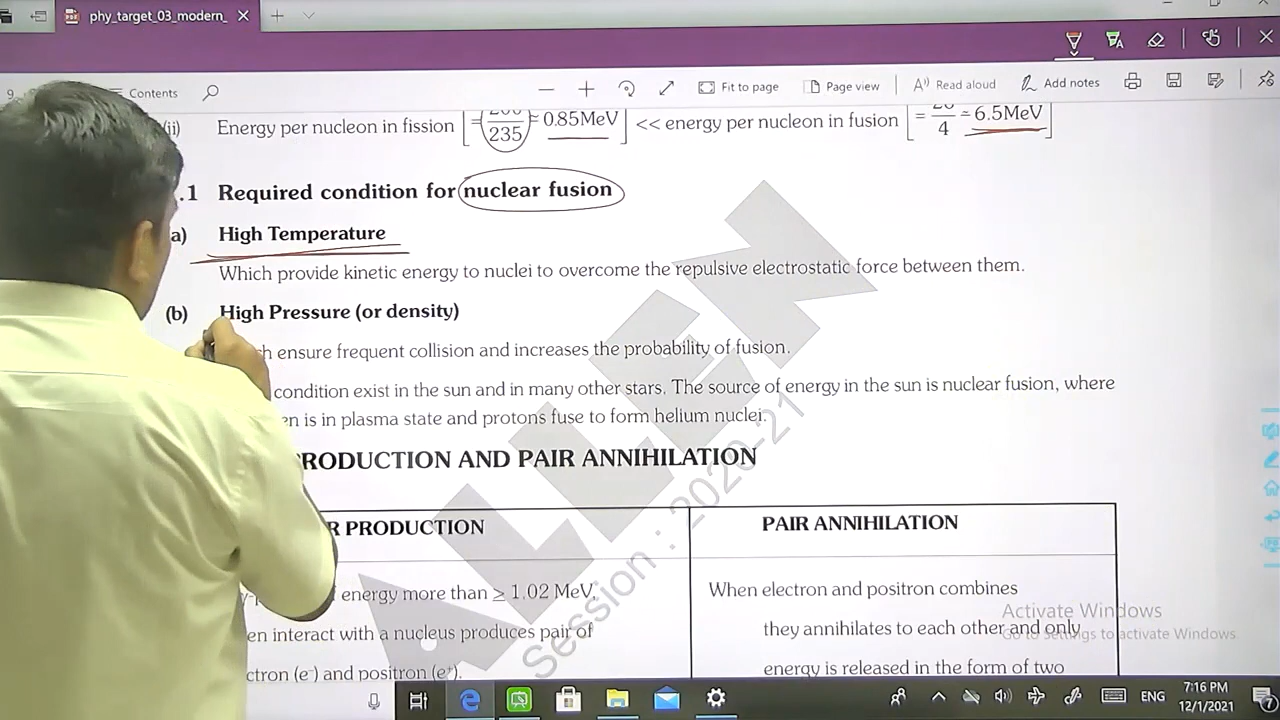 phy_target_03_modern_
9
Contents
Fit to page
Page view
Read aloud
Add notes
(ii) Energy per nucleon in fission [= /235 = 0.85MeV] << energy per nucleon in fusion [= /4 = 6.5MeV]
.1 Required condition for nuclear fusion
a) High Temperature
Which provide kinetic energy to nuclei to overcome the repulsive electrostatic force between them.
(b) High Pressure (or density)
ensure frequent collision and increases the probability of fusion.
condition exist in the sun and in many other stars. The source of energy in the sun is nuclear fusion, where
is in plasma state and protons fuse to form helium nuclei.
RODUCTION AND PAIR ANNIHILATION
PRODUCTION
PAIR ANNIHILATION
energy more than ≥ 1.02 MeV.
en interact with a nucleus produces pair of
ctron (e⁻) and positron (e⁺).
When electron and positron combines
they annihilates to each other and only
energy is released in the form of two
ALLEN
Session : 2020-21
Activate Windows
Go to Settings to activate Windows.
ENG
7:16 PM
12/1/2021
7